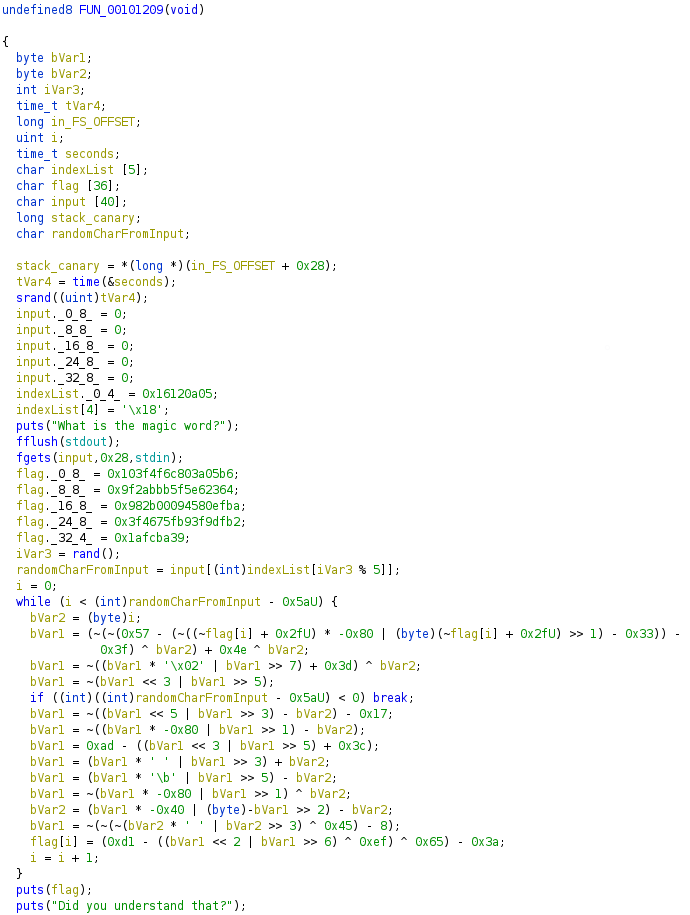 undefined8 FUN_00101209(void)
{
byte bVar1;
byte bVar2;
int iVar3;
time_t tVar4;
long in_FS_OFFSET;
uint i;
time_t seconds;
char indexList [5];
char flag [36];
char input [40];
long stack_canary;
char randomCharFromInput;
stack_canary = *(long *)(in_FS_OFFSET + 0x28);
tVar4 = time(&seconds);
srand((uint)tVar4);
input._0_8_ = 0;
input._8_8_ = 0;
input._16_8_ = 0;
input._24_8_ = 0;
input._32_8_ = 0;
indexList._0_4_ = 0x16120a05;
indexList[4] = '\x18';
puts("What is the magic word?");
fflush(stdout);
fgets(input,0x28,stdin);
flag._0_8_ = 0x103f4f6c803a05b6;
flag._8_8_ = 0x9f2abbb5f5e62364;
flag._16_8_ = 0x982b00094580efba;
flag._24_8_ = 0x3f4675fb93f9dfb2;
flag._32_4_ = 0x1afcba39;
iVar3 = rand();
randomCharFromInput = input[(int)indexList[iVar3 % 5]];
i = 0;
while (i < (int)randomCharFromInput - 0x5aU) {
bVar2 = (byte)i;
bVar1 = (~(~(0x57 - (~((~flag[i] + 0x2fU) * -0x80 | (byte)(~flag[i] + 0x2fU) >> 1) - 0x33)) -
0x3f) ^ bVar2) + 0x4e ^ bVar2;
bVar1 = ~((bVar1 * '\x02' | bVar1 >> 7) + 0x3d) ^ bVar2;
bVar1 = ~(bVar1 << 3 | bVar1 >> 5);
if ((int)((int)randomCharFromInput - 0x5aU) < 0) break;
bVar1 = ~((bVar1 << 5 | bVar1 >> 3) - bVar2) - 0x17;
bVar1 = ~((bVar1 * -0x80 | bVar1 >> 1) - bVar2);
bVar1 = 0xad - ((bVar1 << 3 | bVar1 >> 5) + 0x3c);
bVar1 = (bVar1 * ' ' | bVar1 >> 3) + bVar2;
bVar1 = (bVar1 * '\b' | bVar1 >> 5) - bVar2;
bVar1 = ~(bVar1 * -0x80 | bVar1 >> 1) ^ bVar2;
bVar2 = (bVar1 * -0x40 | (byte)-bVar1 >> 2) - bVar2;
bVar1 = ~(~(~(bVar2 * ' ' | bVar2 >> 3) ^ 0x45) - 8);
flag[i] = (0xd1 - ((bVar1 << 2 | bVar1 >> 6) ^ 0xef) ^ 0x65) - 0x3a;
i = i + 1;
}
puts(flag);
puts("Did you understand that?");